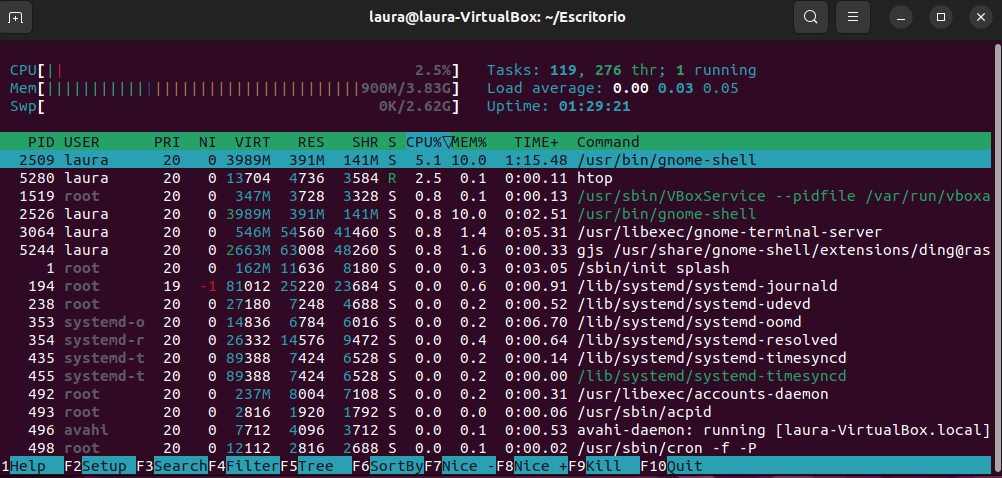 laura@laura-VirtualBox: ~/Escritorio
CPU[|| 2.5%] Tasks: 119, 276 thr; 1 running
Mem[|||||||||||||||||||||||||||||||||||900M/3.83G] Load average: 0.00 0.03 0.05
Swp[ 0K/2.62G] Uptime: 01:29:21
PID USER PRI NI VIRT RES SHR S CPU%▽MEM% TIME+ Command
2509 laura 20 0 3989M 391M 141M S 5.1 10.0 1:15.48 /usr/bin/gnome-shell
5280 laura 20 0 13704 4736 3584 R 2.5 0.1 0:00.11 htop
1519 root 20 0 347M 3728 3328 S 0.8 0.1 0:00.13 /usr/sbin/VBoxService --pidfile /var/run/vboxa
2526 laura 20 0 3989M 391M 141M S 0.8 10.0 0:02.51 /usr/bin/gnome-shell
3064 laura 20 0 546M 54560 41460 S 0.8 1.4 0:05.31 /usr/libexec/gnome-terminal-server
5244 laura 20 0 2663M 63008 48260 S 0.8 1.6 0:00.33 gjs /usr/share/gnome-shell/extensions/ding@ras
1 root 20 0 162M 11636 8180 S 0.0 0.3 0:03.05 /sbin/init splash
194 root 19 -1 81012 25220 23684 S 0.0 0.6 0:00.91 /lib/systemd/systemd-journald
238 root 20 0 27180 7248 4688 S 0.0 0.2 0:00.52 /lib/systemd/systemd-udevd
353 systemd-o 20 0 14836 6784 6016 S 0.0 0.2 0:06.70 /lib/systemd/systemd-oomd
354 systemd-r 20 0 26332 14576 9472 S 0.0 0.4 0:00.64 /lib/systemd/systemd-resolved
435 systemd-t 20 0 89388 7424 6528 S 0.0 0.2 0:00.14 /lib/systemd/systemd-timesyncd
455 systemd-t 20 0 89388 7424 6528 S 0.0 0.2 0:00.00 /lib/systemd/systemd-timesyncd
492 root 20 0 237M 8004 7108 S 0.0 0.2 0:00.31 /usr/libexec/accounts-daemon
493 root 20 0 2816 1920 1792 S 0.0 0.0 0:00.06 /usr/sbin/acpid
496 avahi 20 0 7712 4096 3712 S 0.0 0.1 0:00.53 avahi-daemon: running [laura-VirtualBox.local]
498 root 20 0 12112 2816 2688 S 0.0 0.1 0:00.02 /usr/sbin/cron -f -P
1Help F2Setup F3SearchF4FilterF5Tree F6SortByF7Nice -F8Nice +F9Kill F10Quit